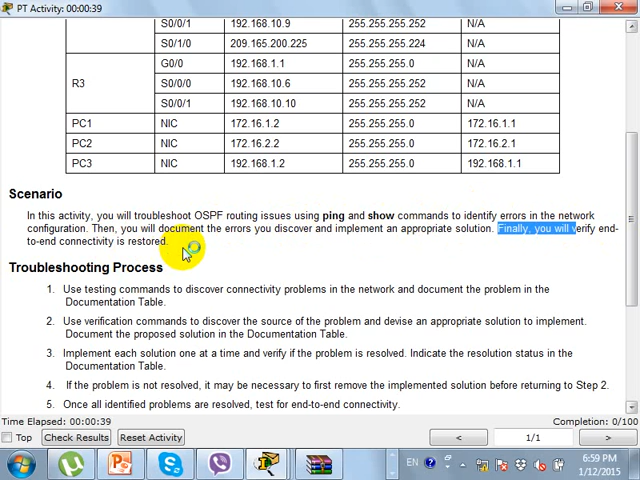 PT Activity: 00:00:39
S0/0/1 192.168.10.9 255.255.255.252 N/A
S0/1/0 209.165.200.225 255.255.255.224 N/A
R3 G0/0 192.168.1.1 255.255.255.0 N/A
S0/0/0 192.168.10.6 255.255.255.252 N/A
S0/0/1 192.168.10.10 255.255.255.252 N/A
PC1 NIC 172.16.1.2 255.255.255.0 172.16.1.1
PC2 NIC 172.16.2.2 255.255.255.0 172.16.2.1
PC3 NIC 192.168.1.2 255.255.255.0 192.168.1.1
Scenario
In this activity, you will troubleshoot OSPF routing issues using ping and show commands to identify errors in the network
configuration. Then, you will document the errors you discover and implement an appropriate solution. Finally, you will verify end-
to-end connectivity is restored.
Troubleshooting Process
1. Use testing commands to discover connectivity problems in the network and document the problem in the
Documentation Table.
2. Use verification commands to discover the source of the problem and devise an appropriate solution to implement.
Document the proposed solution in the Documentation Table.
3. Implement each solution one at a time and verify if the problem is resolved. Indicate the resolution status in the
Documentation Table.
4. If the problem is not resolved, it may be necessary to first remove the implemented solution before returning to Step 2.
5. Once all identified problems are resolved, test for end-to-end connectivity.
Time Elapsed: 00:00:39 Completion: 0/100
Top Check Results Reset Activity < 1/1 >
EN 6:59 PM
1/12/2015